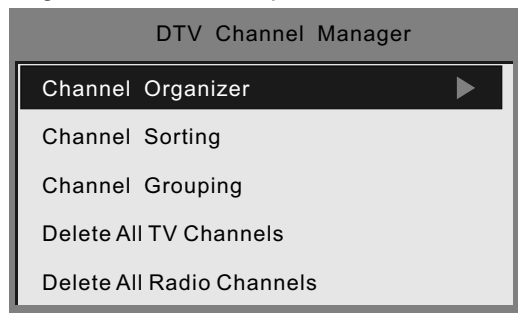 DTV Channel Manager
Channel Organizer
Channel Sorting
Channel Grouping
Delete All TV Channels
Delete All Radio Channels